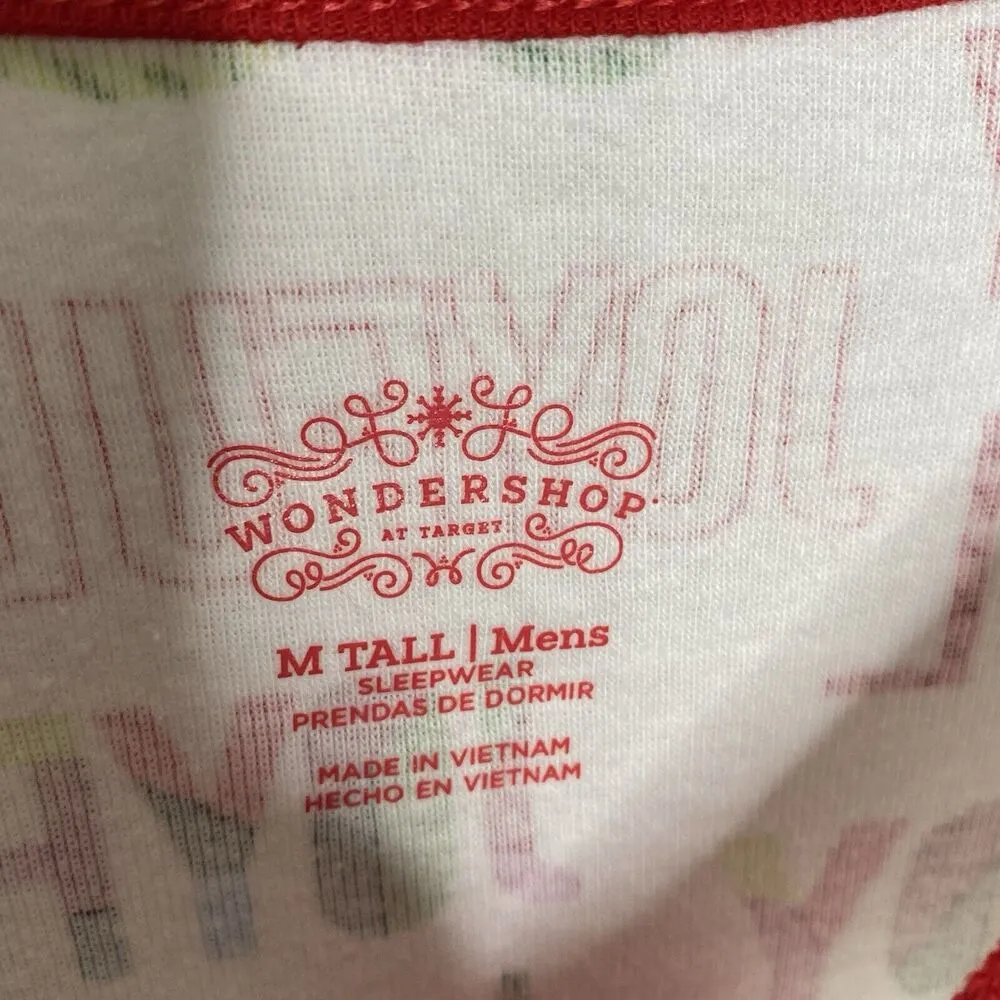 WONDERSHOP
AT TARGET
M TALL | Mens
SLEEPWEAR
PRENDAS DE DORMIR
MADE IN VIETNAM
HECHO EN VIETNAM